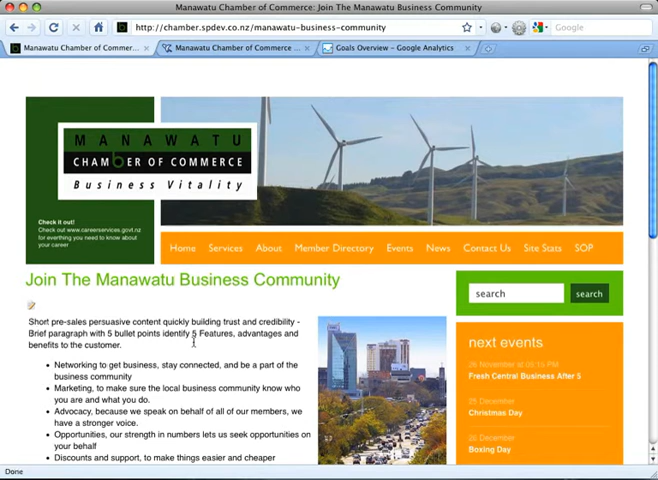 Manawatu Chamber of Commerce: Join The Manawatu Business Community
http://chamber.spdev.co.nz/manawatu-business-community
Google
Manawatu Chamber of Commer...
Manawatu Chamber of Commerce ...
Goals Overview - Google Analytics
MANAWATU
CHAMBER OF COMMERCE
Business Vitality
Check it out!
Check out www.careerservices.govt.nz
for everthing you need to know about
your career
Home Services About Member Directory Events News Contact Us Site Stats SOP
Join The Manawatu Business Community
Short pre-sales persuasive content quickly building trust and credibility -
Brief paragraph with 5 bullet points identify 5 Features, advantages and
benefits to the customer.
• Networking to get business, stay connected, and be a part of the
business community
• Marketing, to make sure the local business community know who
you are and what you do.
• Advocacy, because we speak on behalf of all of our members, we
have a stronger voice.
• Opportunities, our strength in numbers lets us seek opportunities on
your behalf
• Discounts and support, to make things easier and cheaper
search search
next events
26 November at 05:15 PM
Fresh Central Business After 5
25 December
Christmas Day
Boxing Day
Done